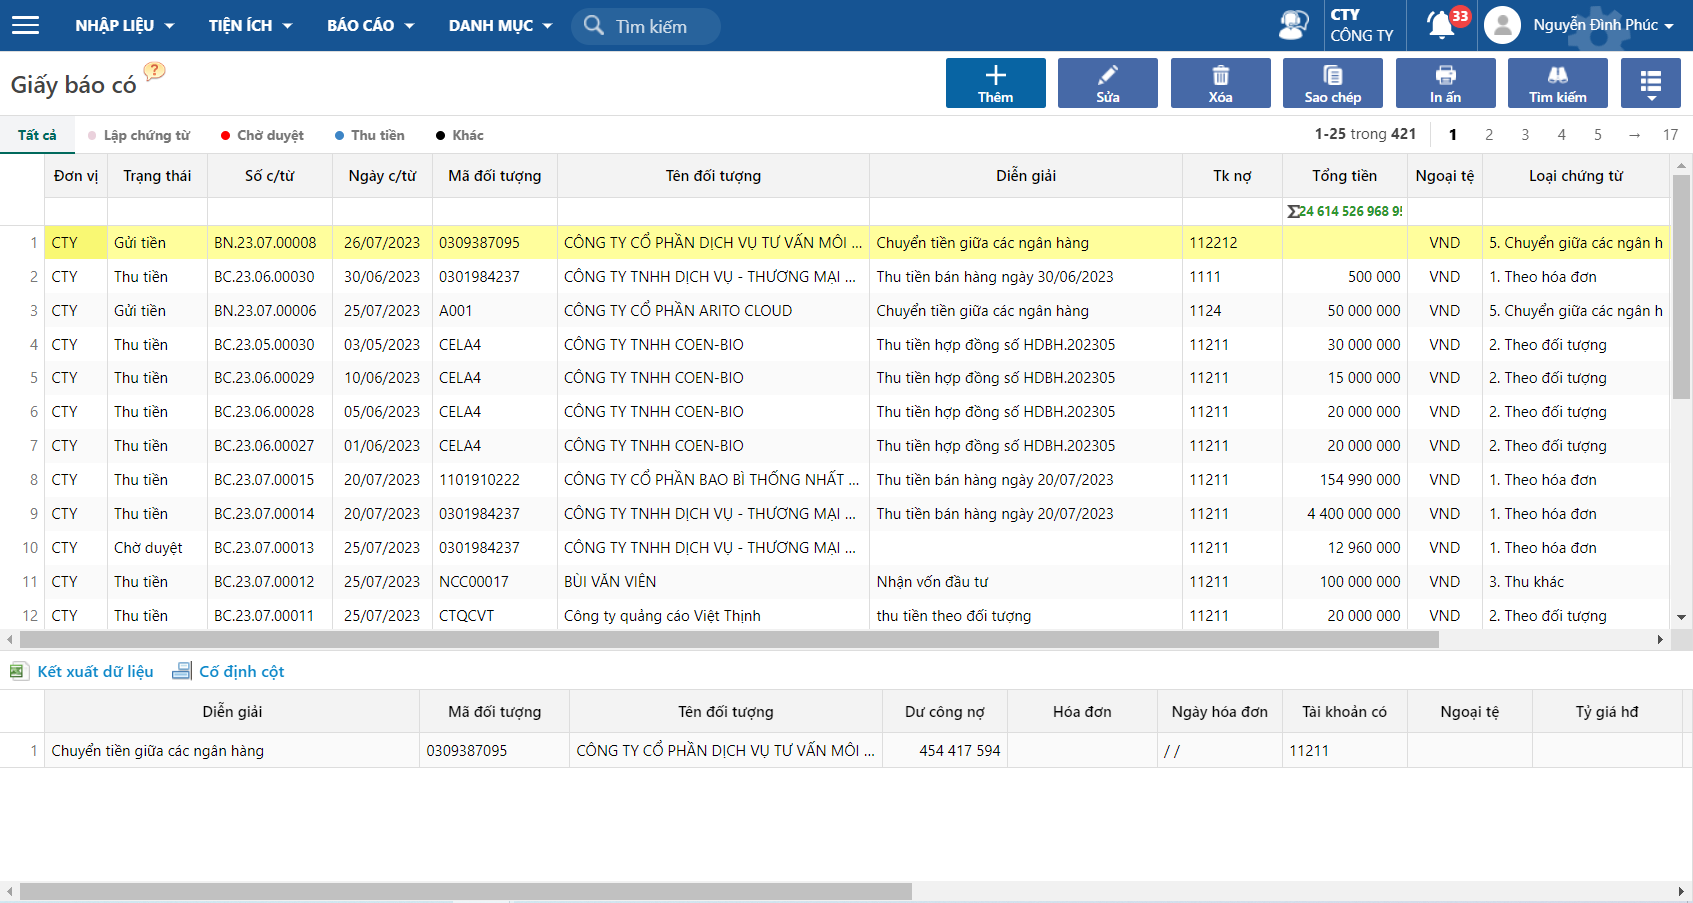 NHẬP LIỆU TIỆN ÍCH BÁO CÁO DANH MỤC Tìm kiếm CTY CÔNG TY 33 Nguyễn Đình Phúc
Giấy báo có ? Thêm Sửa Xóa Sao chép In ấn Tìm kiếm
Tất cả Lập chứng từ Chờ duyệt Thu tiền Khác 1-25 trong 421 1 2 3 4 5 → 17
Đơn vị Trạng thái Số c/từ Ngày c/từ Mã đối tượng Tên đối tượng Diễn giải Tk nợ Tổng tiền Ngoại tệ Loại chứng từ
Σ24 614 526 968 95
1 CTY Gửi tiền BN.23.07.00008 26/07/2023 0309387095 CÔNG TY CỔ PHẦN DỊCH VỤ TƯ VẤN MÔI ... Chuyển tiền giữa các ngân hàng 112212 VND 5. Chuyển giữa các ngân h
2 CTY Thu tiền BC.23.06.00030 30/06/2023 0301984237 CÔNG TY TNHH DỊCH VỤ - THƯƠNG MẠI ... Thu tiền bán hàng ngày 30/06/2023 1111 500 000 VND 1. Theo hóa đơn
3 CTY Gửi tiền BN.23.07.00006 25/07/2023 A001 CÔNG TY CỔ PHẦN ARITO CLOUD Chuyển tiền giữa các ngân hàng 1124 50 000 000 VND 5. Chuyển giữa các ngân h
4 CTY Thu tiền BC.23.05.00030 03/05/2023 CELA4 CÔNG TY TNHH COEN-BIO Thu tiền hợp đồng số HDBH.202305 11211 30 000 000 VND 2. Theo đối tượng
5 CTY Thu tiền BC.23.06.00029 10/06/2023 CELA4 CÔNG TY TNHH COEN-BIO Thu tiền hợp đồng số HDBH.202305 11211 15 000 000 VND 2. Theo đối tượng
6 CTY Thu tiền BC.23.06.00028 05/06/2023 CELA4 CÔNG TY TNHH COEN-BIO Thu tiền hợp đồng số HDBH.202305 11211 20 000 000 VND 2. Theo đối tượng
7 CTY Thu tiền BC.23.06.00027 01/06/2023 CELA4 CÔNG TY TNHH COEN-BIO Thu tiền hợp đồng số HDBH.202305 11211 20 000 000 VND 2. Theo đối tượng
8 CTY Thu tiền BC.23.07.00015 20/07/2023 1101910222 CÔNG TY CỔ PHẦN BAO BÌ THỐNG NHẤT ... Thu tiền bán hàng ngày 20/07/2023 11211 154 990 000 VND 1. Theo hóa đơn
9 CTY Thu tiền BC.23.07.00014 20/07/2023 0301984237 CÔNG TY TNHH DỊCH VỤ - THƯƠNG MẠI ... Thu tiền bán hàng ngày 20/07/2023 11211 4 400 000 000 VND 1. Theo hóa đơn
10 CTY Chờ duyệt BC.23.07.00013 25/07/2023 0301984237 CÔNG TY TNHH DỊCH VỤ - THƯƠNG MẠI ... 11211 12 960 000 VND 1. Theo hóa đơn
11 CTY Thu tiền BC.23.07.00012 25/07/2023 NCC00017 BÙI VĂN VIÊN Nhận vốn đầu tư 11211 100 000 000 VND 3. Thu khác
12 CTY Thu tiền BC.23.07.00011 25/07/2023 CTQCVT Công ty quảng cáo Việt Thịnh thu tiền theo đối tượng 11211 20 000 000 VND 2. Theo đối tượng
Kết xuất dữ liệu Cố định cột
Diễn giải Mã đối tượng Tên đối tượng Dư công nợ Hóa đơn Ngày hóa đơn Tài khoản có Ngoại tệ Tỷ giá hđ
1 Chuyển tiền giữa các ngân hàng 0309387095 CÔNG TY CỔ PHẦN DỊCH VỤ TƯ VẤN MÔI ... 454 417 594 / / 11211